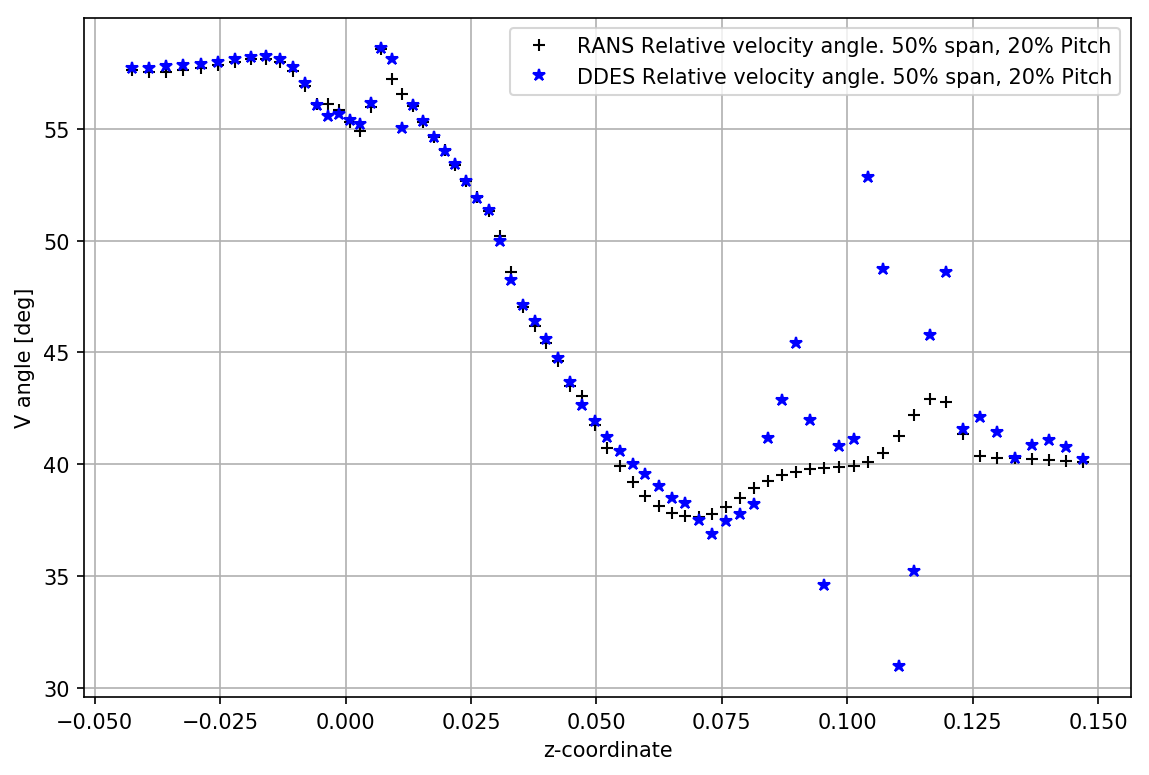 RANS Relative velocity angle. 50% span, 20% Pitch
DDES Relative velocity angle. 50% span, 20% Pitch
V angle [deg]
55
50
45
40
35
30
−0.050 −0.025 0.000 0.025 0.050 0.075 0.100 0.125 0.150
z-coordinate